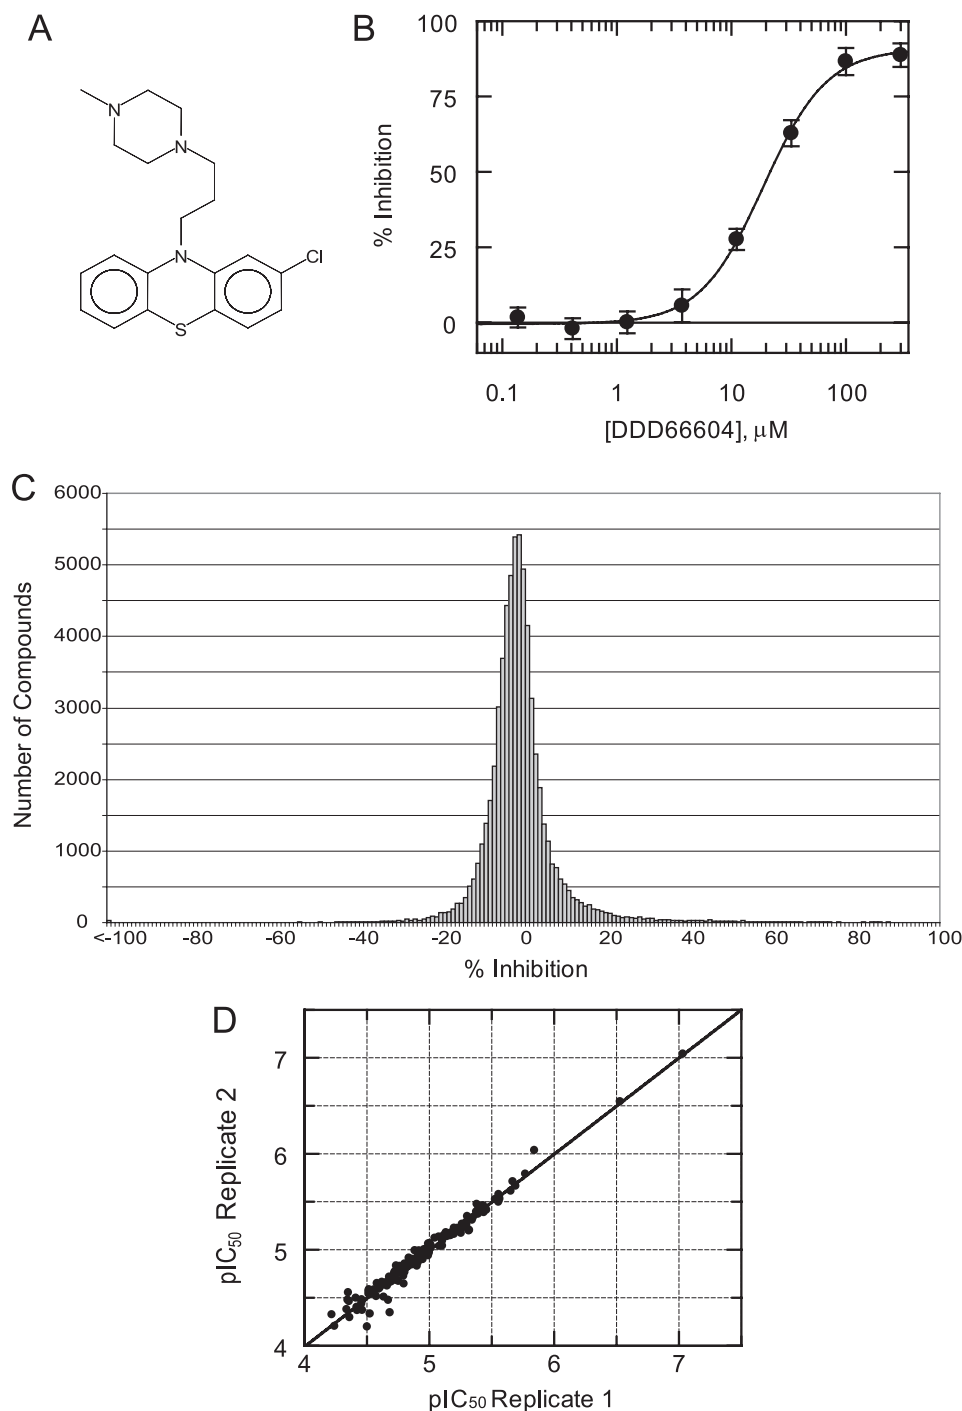 A
N
N
N
Cl
S
B
100
75
50
25
0
% Inhibition
0.1 1 10 100
[DDD66604], μM
C
6000
5000
4000
3000
2000
1000
0
Number of Compounds
<-100 -80 -60 -40 -20 0 20 40 60 80 100
% Inhibition
D
7
6
5
4
pIC50 Replicate 2
4 5 6 7
pIC50 Replicate 1